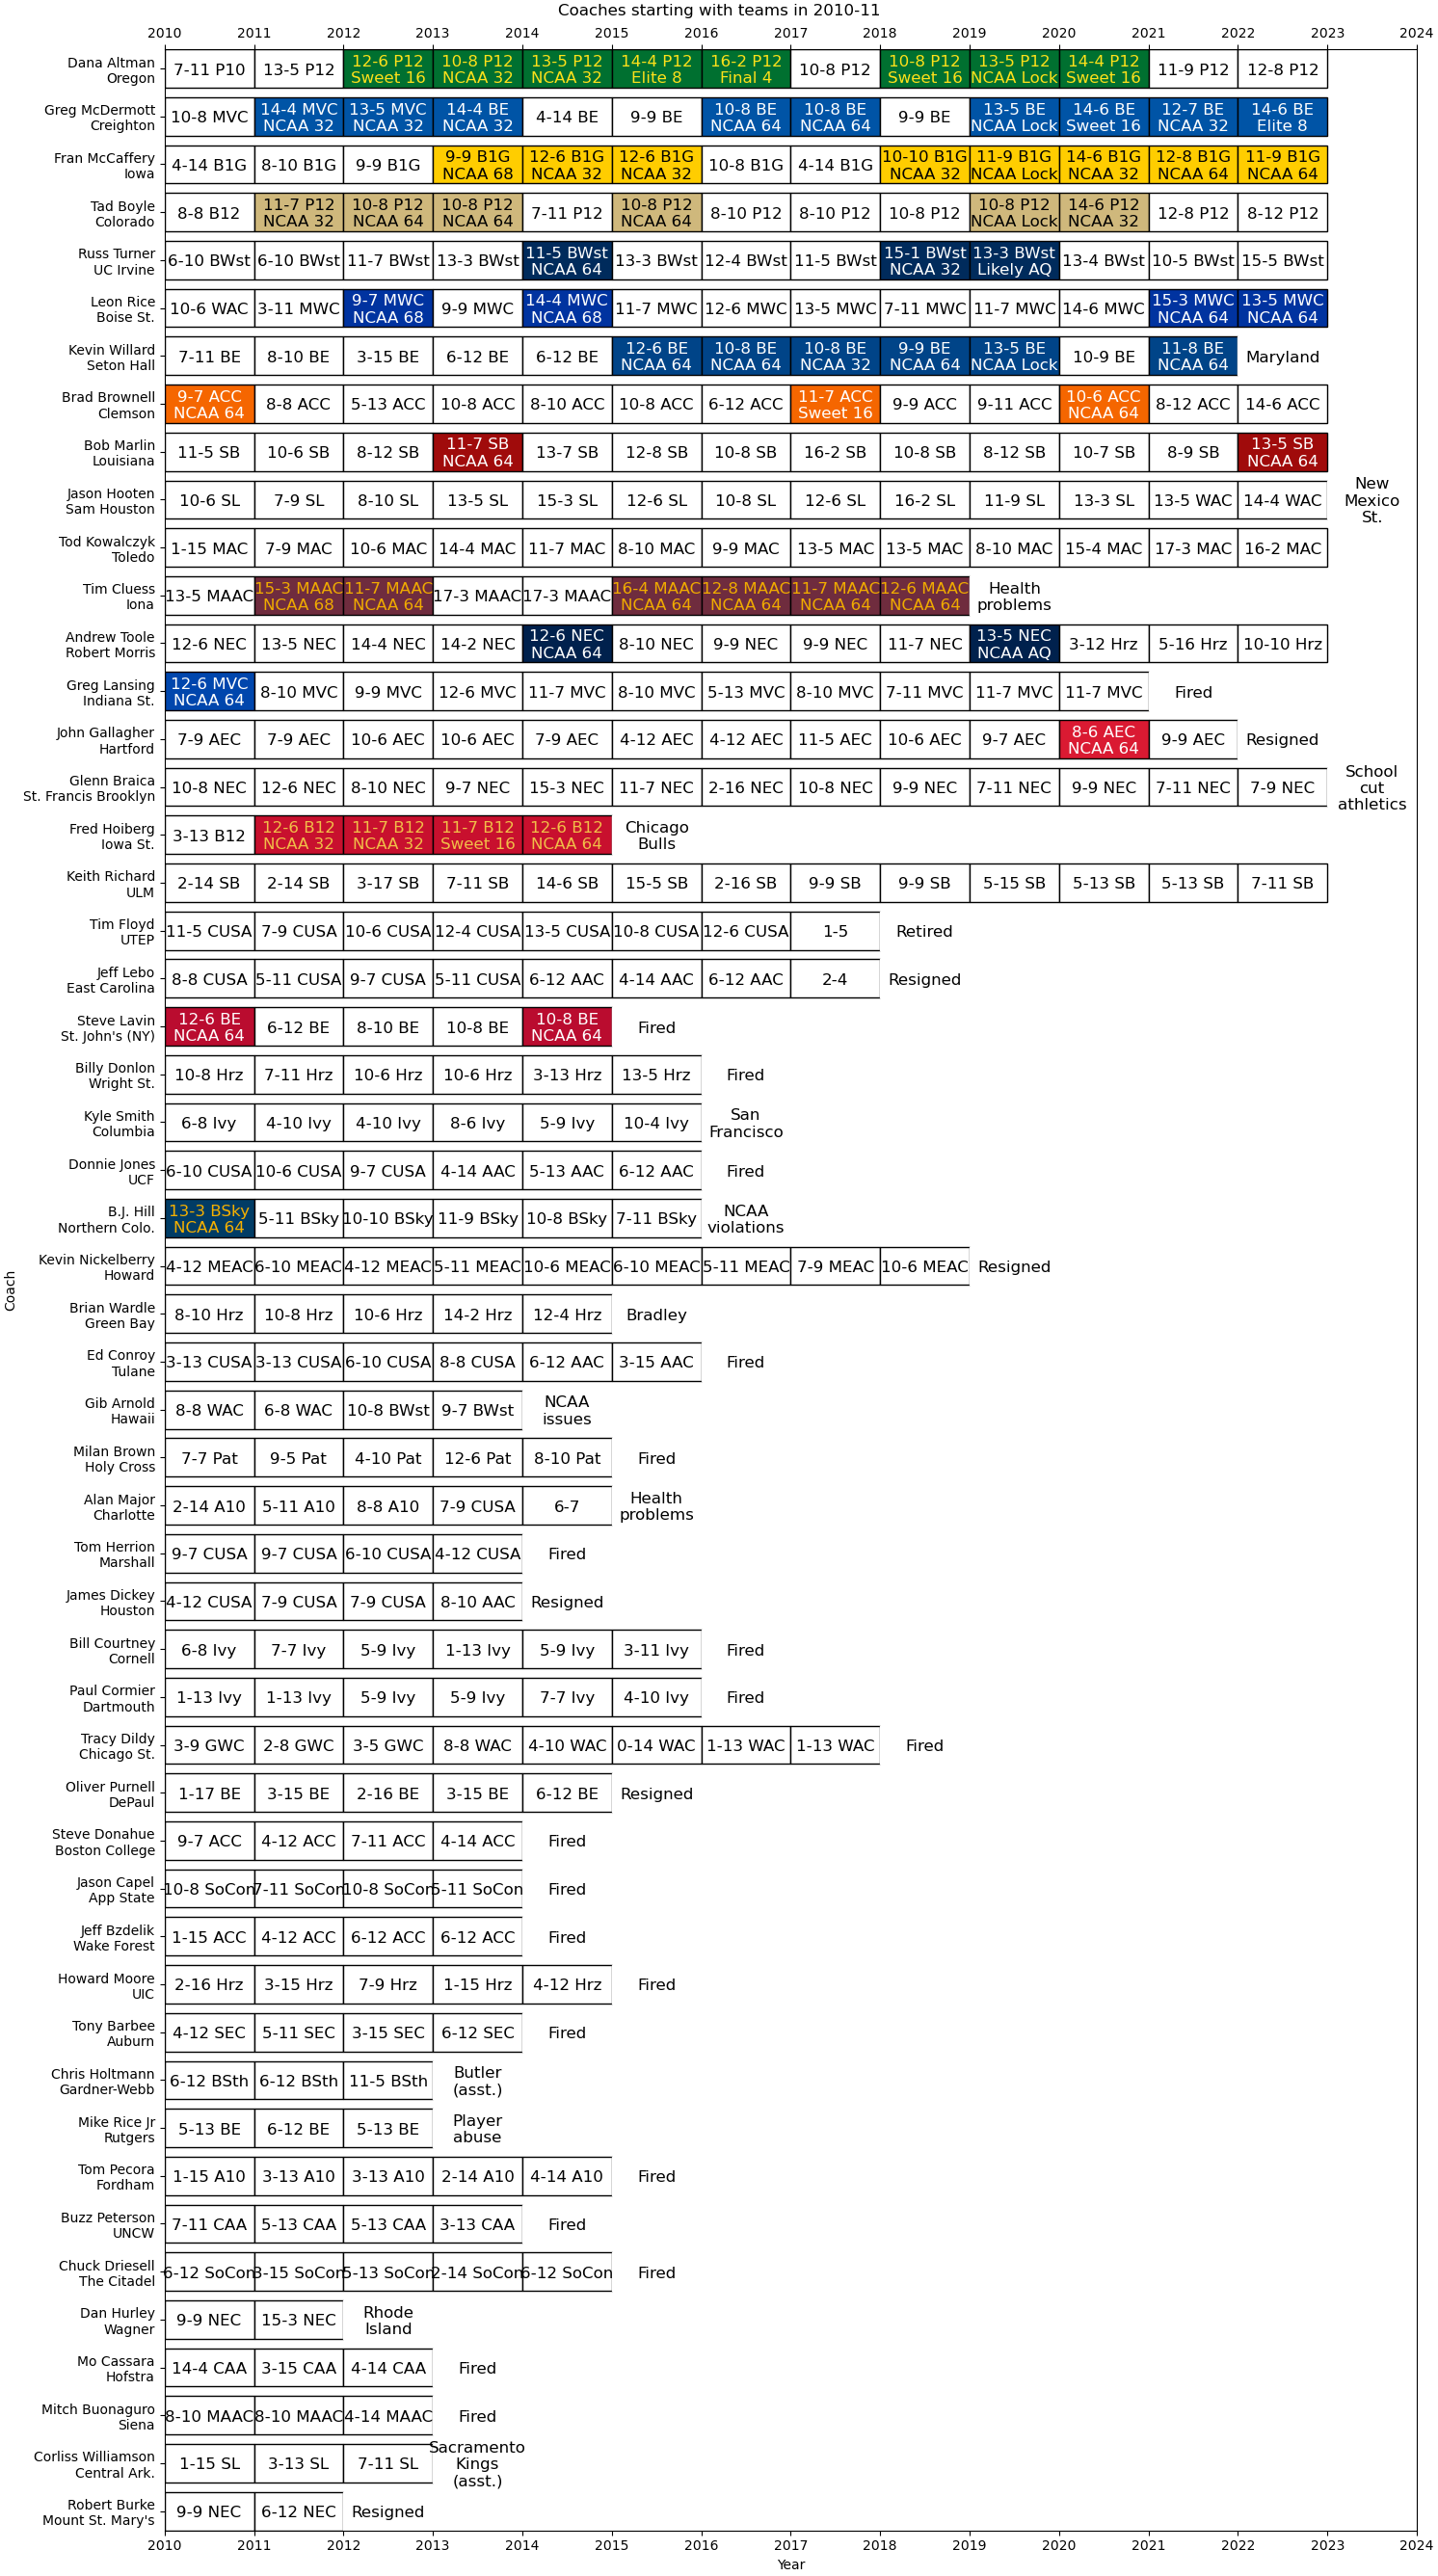 Coaches starting with teams in 2010-11
2010 2011 2012 2013 2014 2015 2016 2017 2018 2019 2020 2021 2022 2023 2024
Dana Altman
Oregon
7-11 P10
13-5 P12
12-6 P12
Sweet 16
10-8 P12
NCAA 32
13-5 P12
NCAA 32
14-4 P12
Elite 8
16-2 P12
Final 4
10-8 P12
10-8 P12
Sweet 16
13-5 P12
NCAA Lock
14-4 P12
Sweet 16
11-9 P12
12-8 P12
Greg McDermott
Creighton
10-8 MVC
14-4 MVC
NCAA 32
13-5 MVC
NCAA 32
14-4 BE
NCAA 32
4-14 BE
9-9 BE
10-8 BE
NCAA 64
10-8 BE
NCAA 64
9-9 BE
13-5 BE
NCAA Lock
14-6 BE
Sweet 16
12-7 BE
NCAA 32
14-6 BE
Elite 8
Fran McCaffery
Iowa
4-14 B1G
8-10 B1G
9-9 B1G
9-9 B1G
NCAA 68
12-6 B1G
NCAA 32
12-6 B1G
NCAA 32
10-8 B1G
4-14 B1G
10-10 B1G
NCAA 32
11-9 B1G
NCAA Lock
14-6 B1G
NCAA 32
12-8 B1G
NCAA 64
11-9 B1G
NCAA 64
Tad Boyle
Colorado
8-8 B12
11-7 P12
NCAA 32
10-8 P12
NCAA 64
10-8 P12
NCAA 64
7-11 P12
10-8 P12
NCAA 64
8-10 P12
8-10 P12
10-8 P12
10-8 P12
NCAA Lock
14-6 P12
NCAA 32
12-8 P12
8-12 P12
Russ Turner
UC Irvine
6-10 BWst
6-10 BWst
11-7 BWst
13-3 BWst
11-5 BWst
NCAA 64
13-3 BWst
12-4 BWst
11-5 BWst
15-1 BWst
NCAA 32
13-3 BWst
Likely AQ
13-4 BWst
10-5 BWst
15-5 BWst
Leon Rice
Boise St.
10-6 WAC
3-11 MWC
9-7 MWC
NCAA 68
9-9 MWC
14-4 MWC
NCAA 68
11-7 MWC
12-6 MWC
13-5 MWC
7-11 MWC
11-7 MWC
14-6 MWC
15-3 MWC
NCAA 64
13-5 MWC
NCAA 64
Kevin Willard
Seton Hall
7-11 BE
8-10 BE
3-15 BE
6-12 BE
6-12 BE
12-6 BE
NCAA 64
10-8 BE
NCAA 64
10-8 BE
NCAA 32
9-9 BE
NCAA 64
13-5 BE
NCAA Lock
10-9 BE
11-8 BE
NCAA 64
Maryland
Brad Brownell
Clemson
9-7 ACC
NCAA 64
8-8 ACC
5-13 ACC
10-8 ACC
8-10 ACC
10-8 ACC
6-12 ACC
11-7 ACC
Sweet 16
9-9 ACC
9-11 ACC
10-6 ACC
NCAA 64
8-12 ACC
14-6 ACC
Bob Marlin
Louisiana
11-5 SB
10-6 SB
8-12 SB
11-7 SB
NCAA 64
13-7 SB
12-8 SB
10-8 SB
16-2 SB
10-8 SB
8-12 SB
10-7 SB
8-9 SB
13-5 SB
NCAA 64
Jason Hooten
Sam Houston
10-6 SL
7-9 SL
8-10 SL
13-5 SL
15-3 SL
12-6 SL
10-8 SL
12-6 SL
16-2 SL
11-9 SL
13-3 SL
13-5 WAC
14-4 WAC
New
Mexico
St.
Tod Kowalczyk
Toledo
1-15 MAC
7-9 MAC
10-6 MAC
14-4 MAC
11-7 MAC
8-10 MAC
9-9 MAC
13-5 MAC
13-5 MAC
8-10 MAC
15-4 MAC
17-3 MAC
16-2 MAC
Tim Cluess
Iona
13-5 MAAC
15-3 MAAC
NCAA 68
11-7 MAAC
NCAA 64
17-3 MAAC
17-3 MAAC
16-4 MAAC
NCAA 64
12-8 MAAC
NCAA 64
11-7 MAAC
NCAA 64
12-6 MAAC
NCAA 64
Health
problems
Andrew Toole
Robert Morris
12-6 NEC
13-5 NEC
14-4 NEC
14-2 NEC
12-6 NEC
NCAA 64
8-10 NEC
9-9 NEC
9-9 NEC
11-7 NEC
13-5 NEC
NCAA AQ
3-12 Hrz
5-16 Hrz
10-10 Hrz
Greg Lansing
Indiana St.
12-6 MVC
NCAA 64
8-10 MVC
9-9 MVC
12-6 MVC
11-7 MVC
8-10 MVC
5-13 MVC
8-10 MVC
7-11 MVC
11-7 MVC
11-7 MVC
Fired
John Gallagher
Hartford
7-9 AEC
7-9 AEC
10-6 AEC
10-6 AEC
7-9 AEC
4-12 AEC
4-12 AEC
11-5 AEC
10-6 AEC
9-7 AEC
8-6 AEC
NCAA 64
9-9 AEC
Resigned
Glenn Braica
St. Francis Brooklyn
10-8 NEC
12-6 NEC
8-10 NEC
9-7 NEC
15-3 NEC
11-7 NEC
2-16 NEC
10-8 NEC
9-9 NEC
7-11 NEC
9-9 NEC
7-11 NEC
7-9 NEC
School
cut
athletics
Fred Hoiberg
Iowa St.
3-13 B12
12-6 B12
NCAA 32
11-7 B12
NCAA 32
11-7 B12
Sweet 16
12-6 B12
NCAA 64
Chicago
Bulls
Keith Richard
ULM
2-14 SB
2-14 SB
3-17 SB
7-11 SB
14-6 SB
15-5 SB
2-16 SB
9-9 SB
9-9 SB
5-15 SB
5-13 SB
5-13 SB
7-11 SB
Tim Floyd
UTEP
11-5 CUSA
7-9 CUSA
10-6 CUSA
12-4 CUSA
13-5 CUSA
10-8 CUSA
12-6 CUSA
1-5
Retired
Jeff Lebo
East Carolina
8-8 CUSA
5-11 CUSA
9-7 CUSA
5-11 CUSA
6-12 AAC
4-14 AAC
6-12 AAC
2-4
Resigned
Steve Lavin
St. John's (NY)
12-6 BE
NCAA 64
6-12 BE
8-10 BE
10-8 BE
10-8 BE
NCAA 64
Fired
Billy Donlon
Wright St.
10-8 Hrz
7-11 Hrz
10-6 Hrz
10-6 Hrz
3-13 Hrz
13-5 Hrz
Fired
Kyle Smith
Columbia
6-8 Ivy
4-10 Ivy
4-10 Ivy
8-6 Ivy
5-9 Ivy
10-4 Ivy
San
Francisco
Donnie Jones
UCF
6-10 CUSA
10-6 CUSA
9-7 CUSA
4-14 AAC
5-13 AAC
6-12 AAC
Fired
B.J. Hill
Northern Colo.
13-3 BSky
NCAA 64
5-11 BSky
10-10 BSky
11-9 BSky
10-8 BSky
7-11 BSky
NCAA
violations
Kevin Nickelberry
Howard
4-12 MEAC
6-10 MEAC
4-12 MEAC
5-11 MEAC
10-6 MEAC
6-10 MEAC
5-11 MEAC
7-9 MEAC
10-6 MEAC
Resigned
Brian Wardle
Green Bay
8-10 Hrz
10-8 Hrz
10-6 Hrz
14-2 Hrz
12-4 Hrz
Bradley
Ed Conroy
Tulane
3-13 CUSA
3-13 CUSA
6-10 CUSA
8-8 CUSA
6-12 AAC
3-15 AAC
Fired
Gib Arnold
Hawaii
8-8 WAC
6-8 WAC
10-8 BWst
9-7 BWst
NCAA
issues
Milan Brown
Holy Cross
7-7 Pat
9-5 Pat
4-10 Pat
12-6 Pat
8-10 Pat
Fired
Alan Major
Charlotte
2-14 A10
5-11 A10
8-8 A10
7-9 CUSA
6-7
Health
problems
Tom Herrion
Marshall
9-7 CUSA
9-7 CUSA
6-10 CUSA
4-12 CUSA
Fired
James Dickey
Houston
4-12 CUSA
7-9 CUSA
7-9 CUSA
8-10 AAC
Resigned
Bill Courtney
Cornell
6-8 Ivy
7-7 Ivy
5-9 Ivy
1-13 Ivy
5-9 Ivy
3-11 Ivy
Fired
Paul Cormier
Dartmouth
1-13 Ivy
1-13 Ivy
5-9 Ivy
5-9 Ivy
7-7 Ivy
4-10 Ivy
Fired
Tracy Dildy
Chicago St.
3-9 GWC
2-8 GWC
3-5 GWC
8-8 WAC
4-10 WAC
0-14 WAC
1-13 WAC
1-13 WAC
Fired
Oliver Purnell
DePaul
1-17 BE
3-15 BE
2-16 BE
3-15 BE
6-12 BE
Resigned
Steve Donahue
Boston College
9-7 ACC
4-12 ACC
7-11 ACC
4-14 ACC
Fired
Jason Capel
App State
10-8 SoCon
7-11 SoCon
10-8 SoCon
5-11 SoCon
Fired
Jeff Bzdelik
Wake Forest
1-15 ACC
4-12 ACC
6-12 ACC
6-12 ACC
Fired
Howard Moore
UIC
2-16 Hrz
3-15 Hrz
7-9 Hrz
1-15 Hrz
4-12 Hrz
Fired
Tony Barbee
Auburn
4-12 SEC
5-11 SEC
3-15 SEC
6-12 SEC
Fired
Chris Holtmann
Gardner-Webb
6-12 BSth
6-12 BSth
11-5 BSth
Butler
(asst.)
Mike Rice Jr
Rutgers
5-13 BE
6-12 BE
5-13 BE
Player
abuse
Tom Pecora
Fordham
1-15 A10
3-13 A10
3-13 A10
2-14 A10
4-14 A10
Fired
Buzz Peterson
UNCW
7-11 CAA
5-13 CAA
5-13 CAA
3-13 CAA
Fired
Chuck Driesell
The Citadel
6-12 SoCon
3-15 SoCon
5-13 SoCon
2-14 SoCon
6-12 SoCon
Fired
Dan Hurley
Wagner
9-9 NEC
15-3 NEC
Rhode
Island
Mo Cassara
Hofstra
14-4 CAA
3-15 CAA
4-14 CAA
Fired
Mitch Buonaguro
Siena
8-10 MAAC
8-10 MAAC
4-14 MAAC
Fired
Corliss Williamson
Central Ark.
1-15 SL
3-13 SL
7-11 SL
Sacramento
Kings
(asst.)
Robert Burke
Mount St. Mary's
9-9 NEC
6-12 NEC
Resigned
Coach
2010 2011 2012 2013 2014 2015 2016 2017 2018 2019 2020 2021 2022 2023 2024
Year